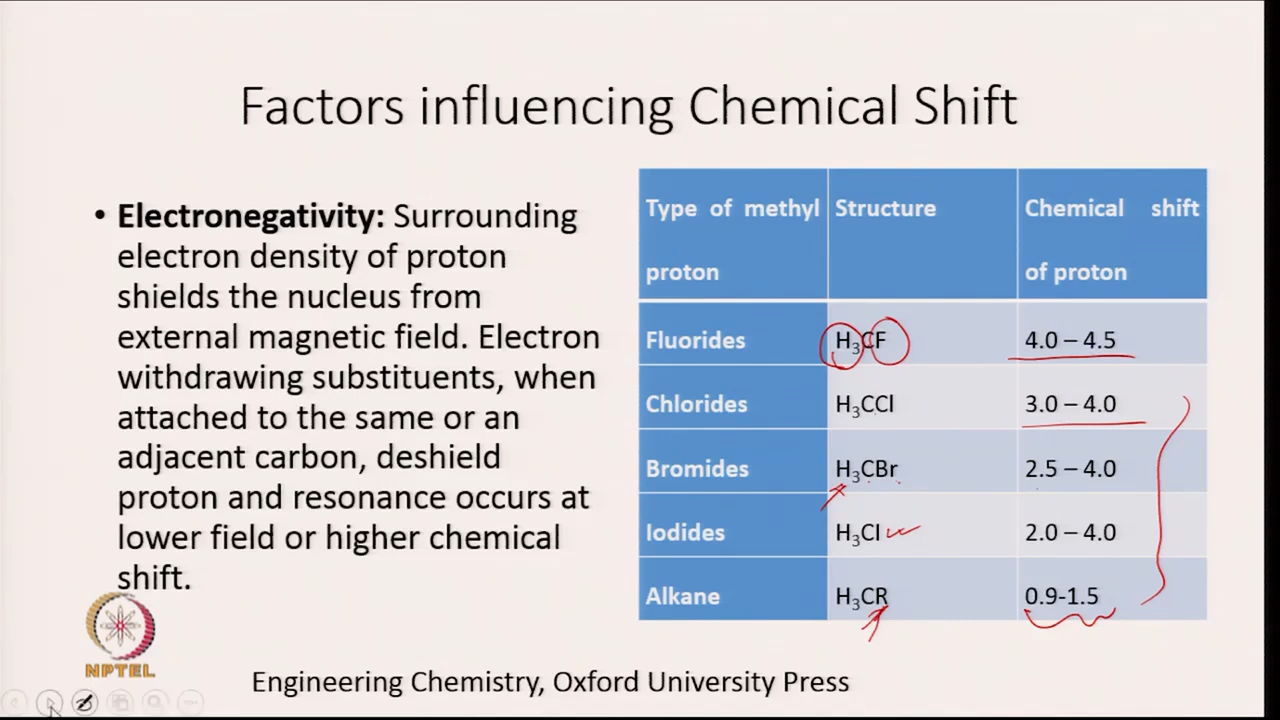 Factors influencing Chemical Shift
• Electronegativity: Surrounding
electron density of proton
shields the nucleus from
external magnetic field. Electron
withdrawing substituents, when
attached to the same or an
adjacent carbon, deshield
proton and resonance occurs at
lower field or higher chemical
shift.
Type of methyl proton Structure Chemical shift of proton
Fluorides H₃CF 4.0 – 4.5
Chlorides H₃CCl 3.0 – 4.0
Bromides H₃CBr 2.5 – 4.0
Iodides H₃CI 2.0 – 4.0
Alkane H₃CR 0.9-1.5
NPTEL
Engineering Chemistry, Oxford University Press